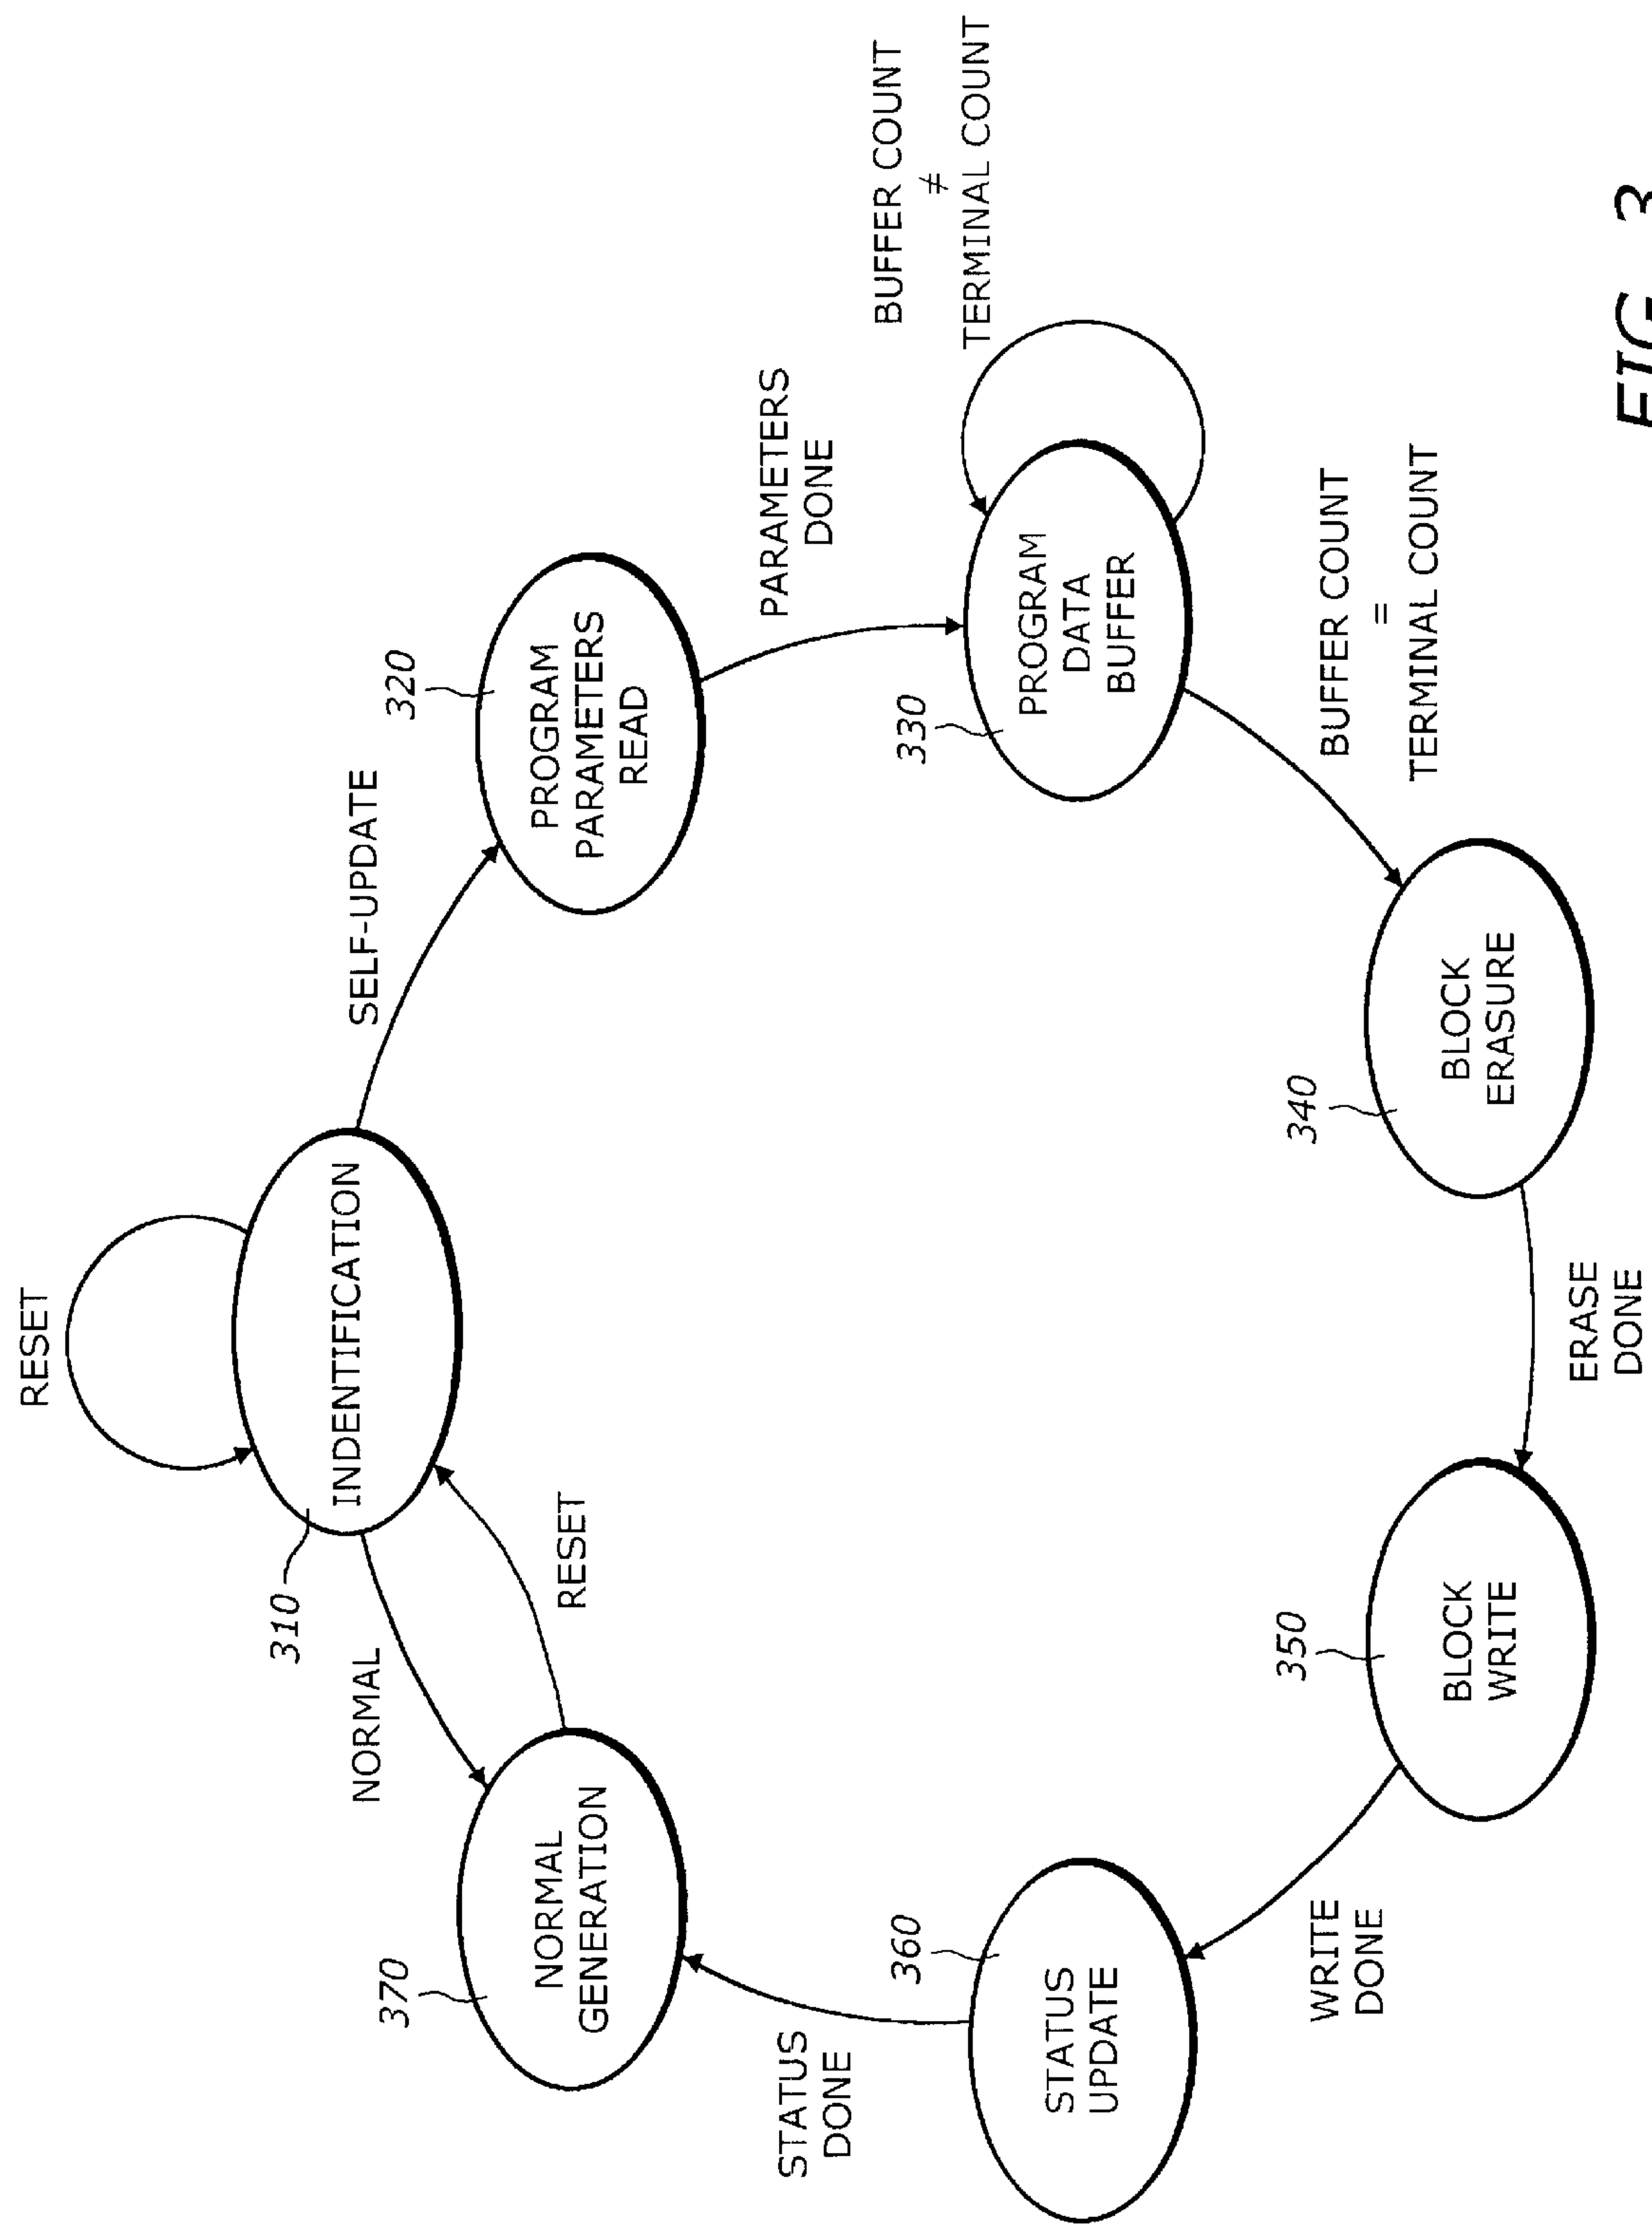 RESET
310
INDENTIFICATION
NORMAL
RESET
SELF-UPDATE
320
PROGRAM
PARAMETERS
READ
PARAMETERS
DONE
330
PROGRAM
DATA
BUFFER
BUFFER COUNT
≠
TERMINAL COUNT
BUFFER COUNT
=
TERMINAL COUNT
340
BLOCK
ERASURE
ERASE
DONE
350
BLOCK
WRITE
WRITE
DONE
360
STATUS
UPDATE
STATUS
DONE
370
NORMAL
GENERATION
FIG. 3